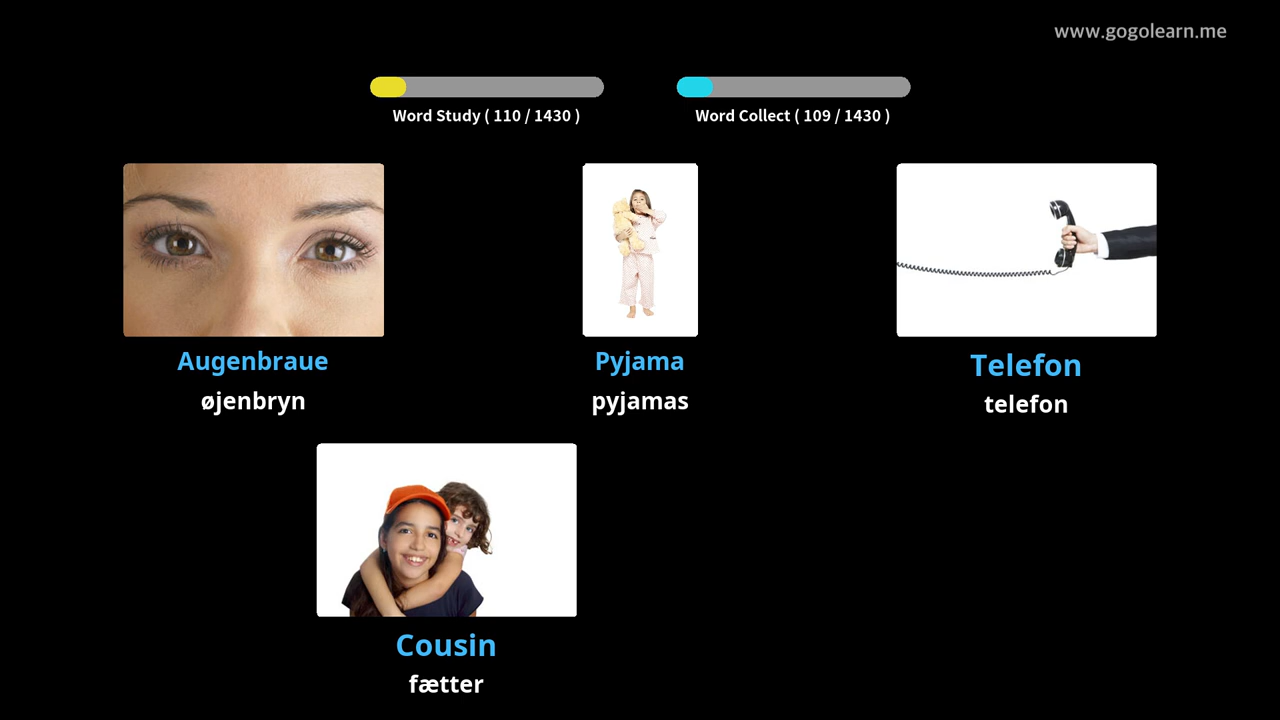 www.gogolearn.me
Word Study ( 110 / 1430 )
Word Collect ( 109 / 1430 )
Augenbraue
øjenbryn
Pyjama
pyjamas
Telefon
telefon
Cousin
fætter